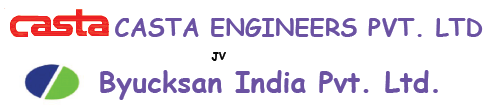 casta CASTA ENGINEERS PVT. LTD
JV
Byucksan India Pvt. Ltd.